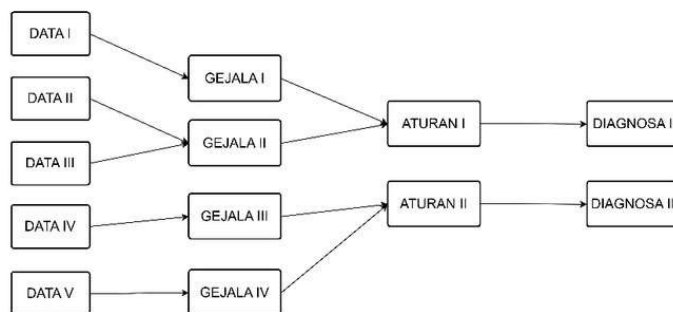 DATA I
DATA II
DATA III
DATA IV
DATA V
GEJALA I
GEJALA II
GEJALA III
GEJALA IV
ATURAN I
ATURAN II
DIAGNOSA I
DIAGNOSA II